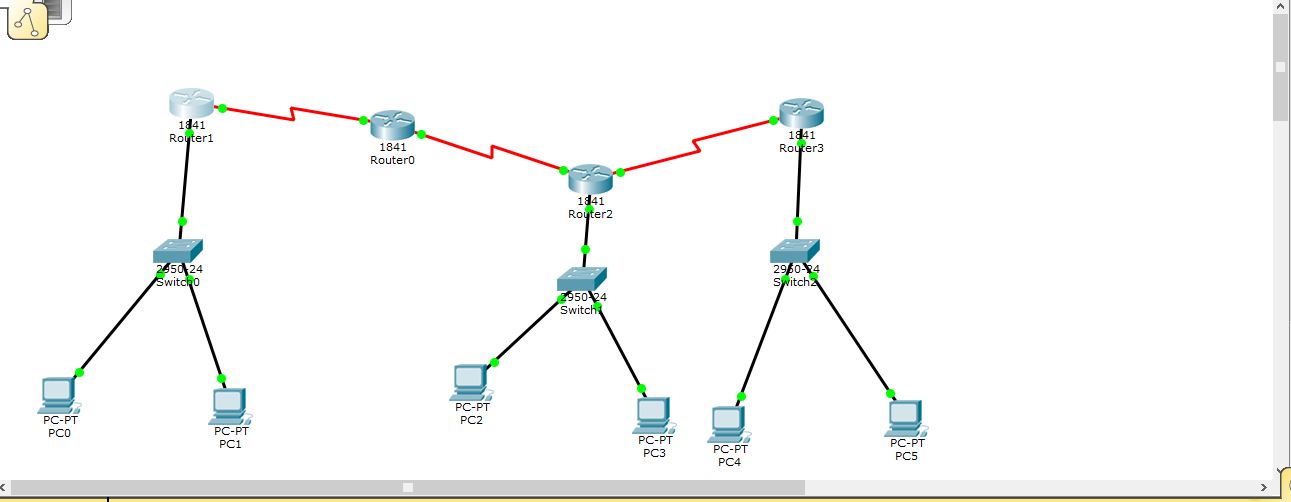 1841
Router1
1841
Router0
1841
Router2
1841
Router3
2950-24
Switch0
2950-24
Switch1
2950-24
Switch2
PC-PT
PC0
PC-PT
PC1
PC-PT
PC2
PC-PT
PC3
PC-PT
PC4
PC-PT
PC5